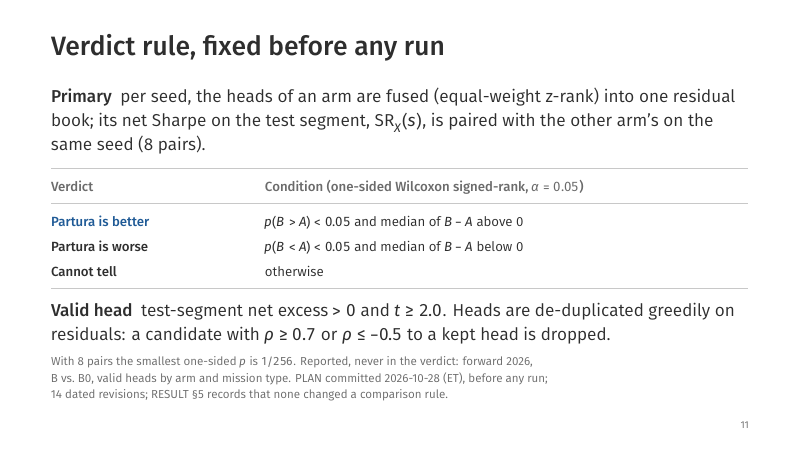 Verdict rule, fixed before any run
Primary per seed, the heads of an arm are fused (equal-weight z-rank) into one residual
book; its net Sharpe on the test segment, SRχ(s), is paired with the other arm’s on the
same seed (8 pairs).
Verdict Condition (one-sided Wilcoxon signed-rank, α = 0.05)
Partura is better p(B > A) < 0.05 and median of B − A above 0
Partura is worse p(B < A) < 0.05 and median of B − A below 0
Cannot tell otherwise
Valid head test-segment net excess > 0 and t ≥ 2.0. Heads are de-duplicated greedily on
residuals: a candidate with ρ ≥ 0.7 or ρ ≤ −0.5 to a kept head is dropped.
With 8 pairs the smallest one-sided p is 1/256. Reported, never in the verdict: forward 2026,
B vs. B0, valid heads by arm and mission type. PLAN committed 2026-10-28 (ET), before any run;
14 dated revisions; RESULT §5 records that none changed a comparison rule.
11